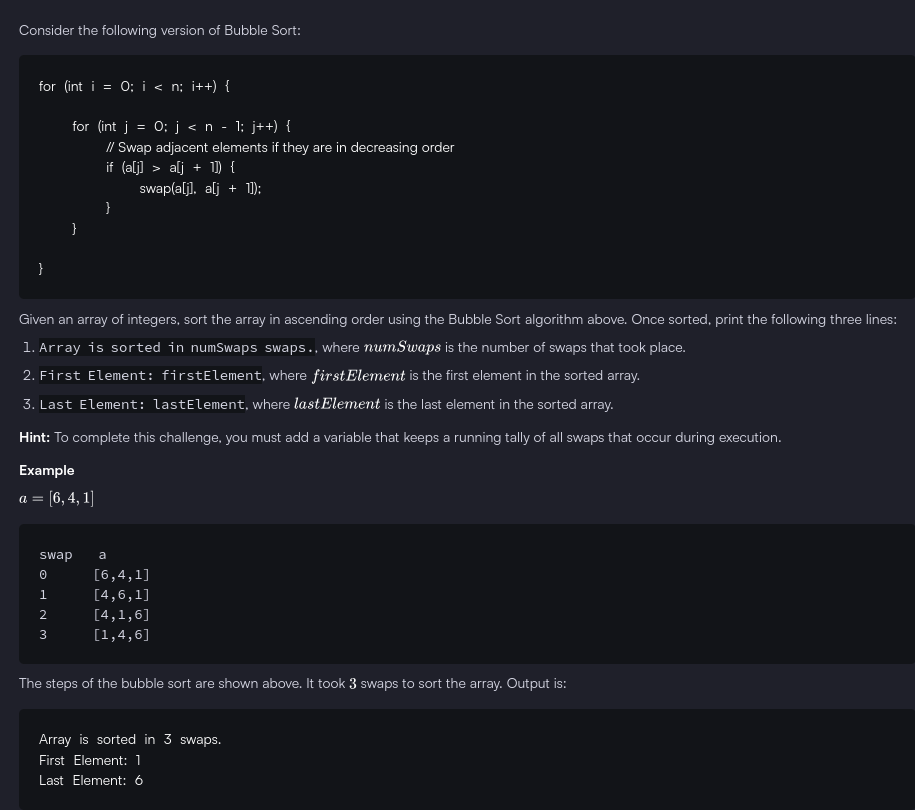 Consider the following version of Bubble Sort:
for (int i = 0; i < n; i++) {
for (int j = 0; j < n - 1; j++) {
// Swap adjacent elements if they are in decreasing order
if (a[j] > a[j + 1]) {
swap(a[j], a[j + 1]);
}
}
}
Given an array of integers, sort the array in ascending order using the Bubble Sort algorithm above. Once sorted, print the following three lines:
1. Array is sorted in numSwaps swaps., where numSwaps is the number of swaps that took place.
2. First Element: firstElement, where firstElement is the first element in the sorted array.
3. Last Element: lastElement, where lastElement is the last element in the sorted array.
Hint: To complete this challenge, you must add a variable that keeps a running tally of all swaps that occur during execution.
Example
a = [6, 4, 1]
swap a
0 [6,4,1]
1 [4,6,1]
2 [4,1,6]
3 [1,4,6]
The steps of the bubble sort are shown above. It took 3 swaps to sort the array. Output is:
Array is sorted in 3 swaps.
First Element: 1
Last Element: 6